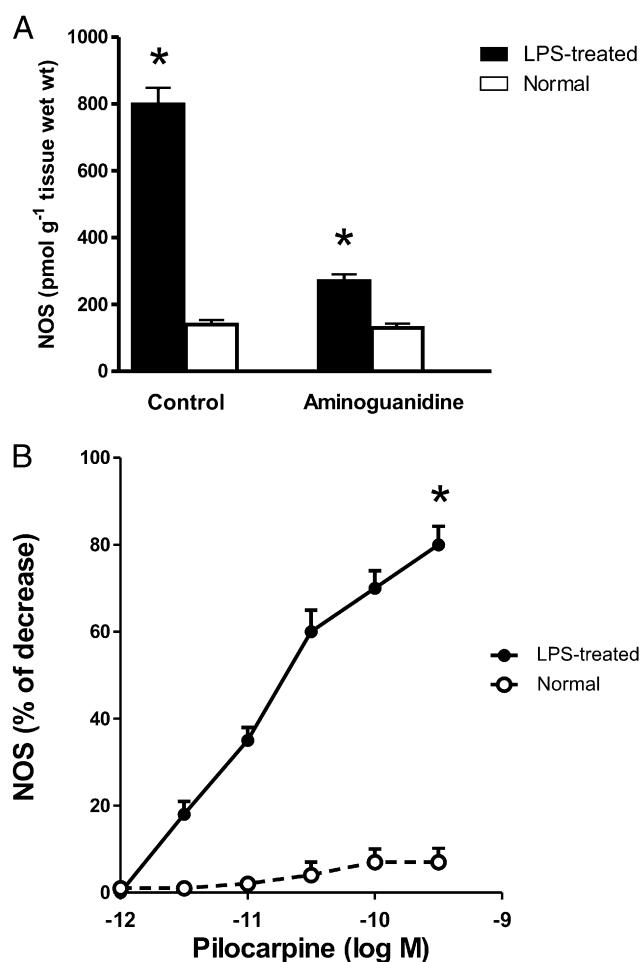 A
NOS (pmol g⁻¹ tissue wet wt)
1000
800
600
400
200
0
*
*
LPS-treated
Normal
Control
Aminoguanidine
B
NOS (% of decrease)
100
80
60
40
20
0
*
LPS-treated
Normal
-12
-11
-10
-9
Pilocarpine (log M)